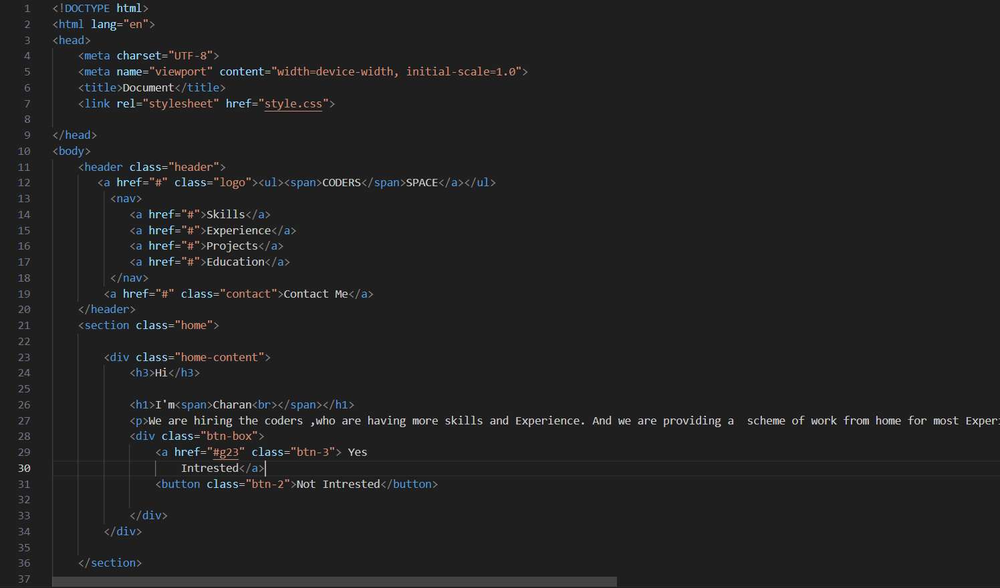 1 <!DOCTYPE html>
2 <html lang="en">
3 <head>
4     <meta charset="UTF-8">
5     <meta name="viewport" content="width=device-width, initial-scale=1.0">
6     <title>Document</title>
7     <link rel="stylesheet" href="style.css">
8
9 </head>
10 <body>
11     <header class="header">
12        <a href="#" class="logo"><ul><span>CODERS</span>SPACE</a></ul>
13          <nav>
14             <a href="#">Skills</a>
15             <a href="#">Experience</a>
16             <a href="#">Projects</a>
17             <a href="#">Education</a>
18          </nav>
19         <a href="#" class="contact">Contact Me</a>
20     </header>
21     <section class="home">
22
23         <div class="home-content">
24             <h3>Hi</h3>
25
26             <h1>I'm<span>Charan<br></span></h1>
27             <p>We are hiring the coders ,who are having more skills and Experience. And we are providing a  scheme of work from home for most
28             <div class="btn-box">
29                 <a href="#g23" class="btn-3"> Yes
30                     Intrested</a>
31                 <button class="btn-2">Not Intrested</button>
32
33             </div>
34         </div>
35
36     </section>
37